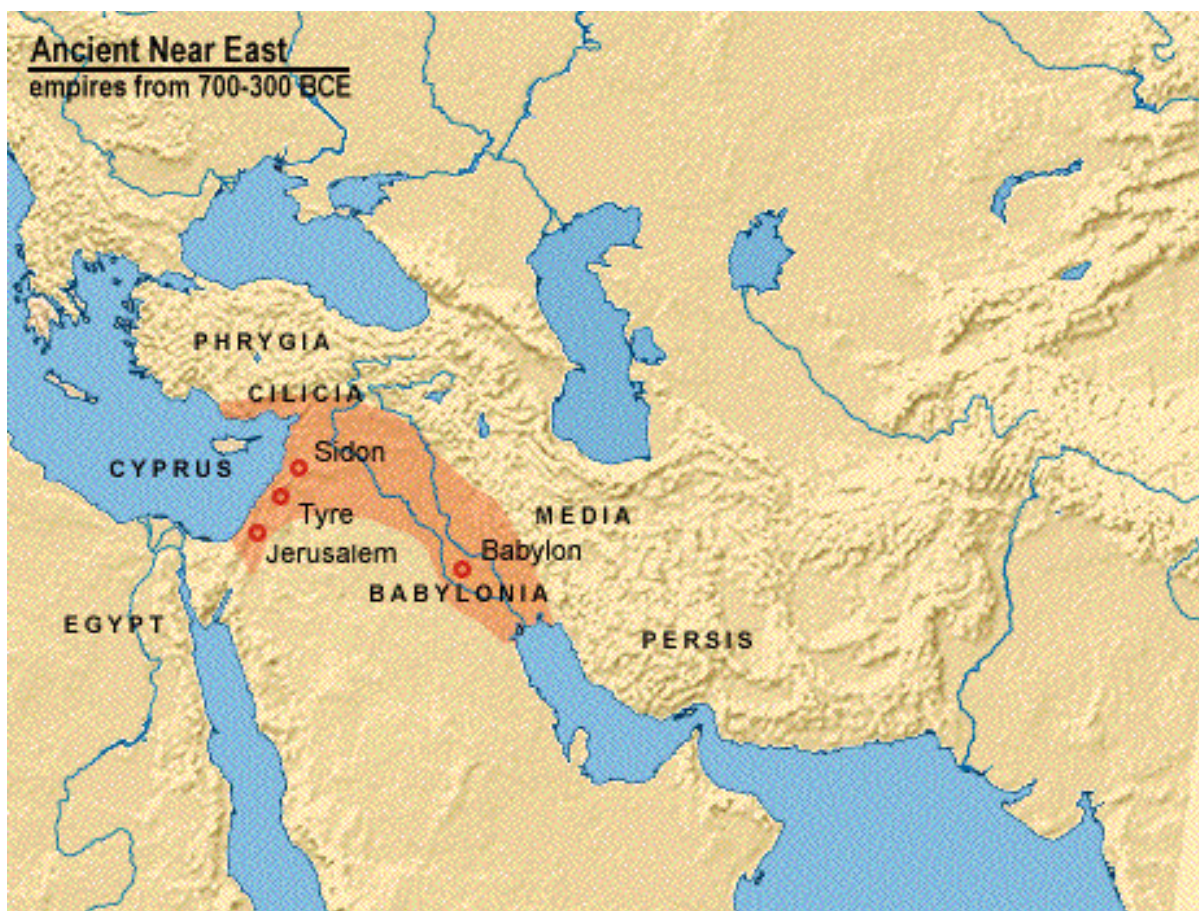 Ancient Near East
empires from 700-300 BCE
PHRYGIA
CILICIA
Sidon
CYPRUS
Tyre
MEDIA
Jerusalem
Babylon
BABYLONIA
EGYPT
PERSIS